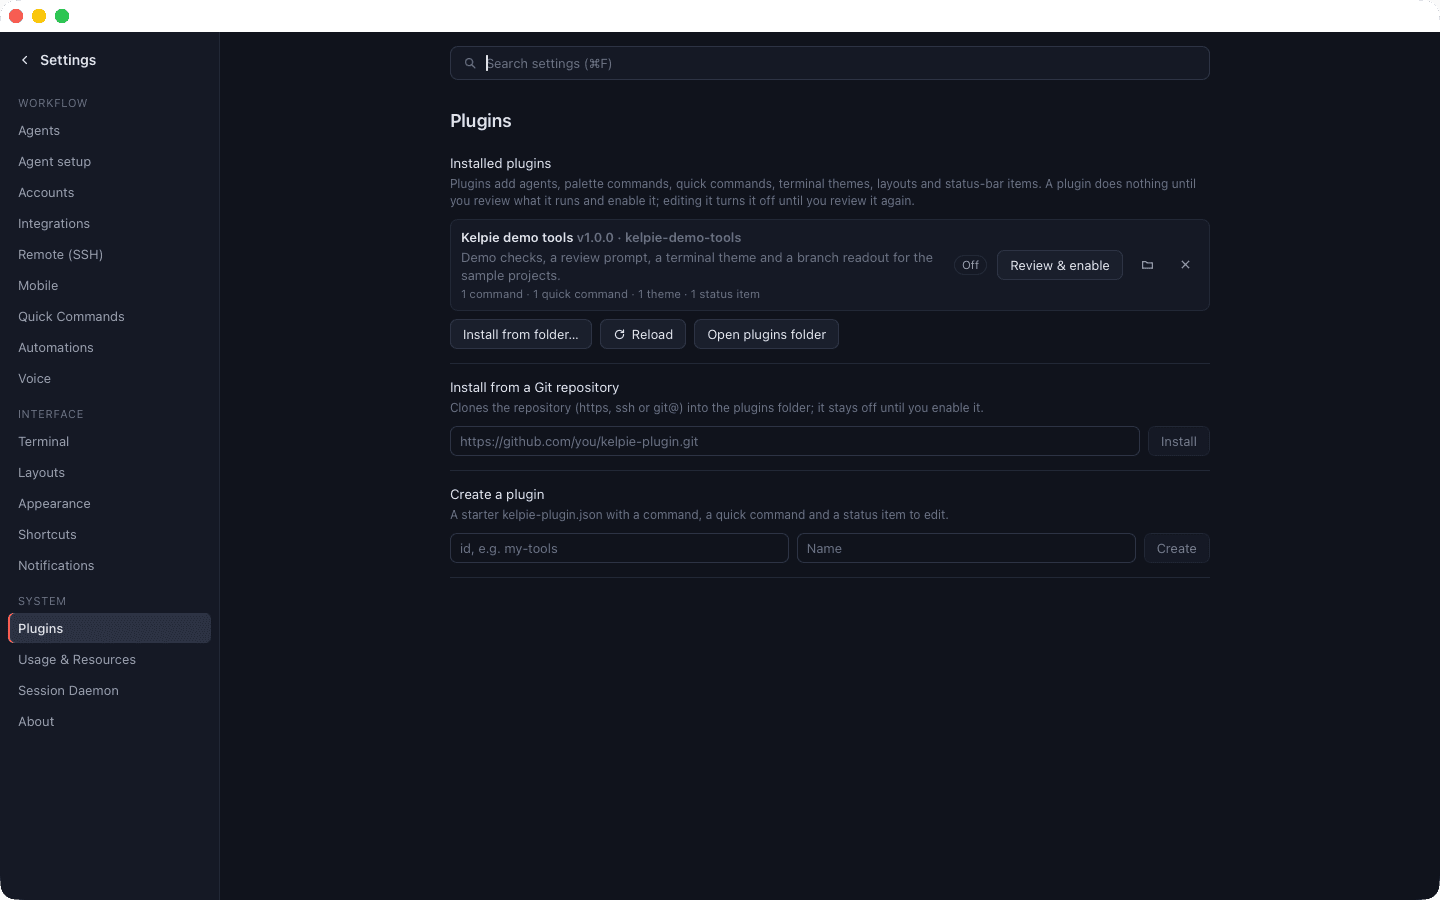 Settings
WORKFLOW
Agents
Agent setup
Accounts
Integrations
Remote (SSH)
Mobile
Quick Commands
Automations
Voice
INTERFACE
Terminal
Layouts
Appearance
Shortcuts
Notifications
SYSTEM
Plugins
Usage & Resources
Session Daemon
About
Search settings (⌘F)
Plugins
Installed plugins
Plugins add agents, palette commands, quick commands, terminal themes, layouts and status-bar items. A plugin does nothing until
you review what it runs and enable it; editing it turns it off until you review it again.
Kelpie demo tools v1.0.0 · kelpie-demo-tools
Demo checks, a review prompt, a terminal theme and a branch readout for the
sample projects.
1 command · 1 quick command · 1 theme · 1 status item
Off
Review & enable
Install from folder...
Reload
Open plugins folder
Install from a Git repository
Clones the repository (https, ssh or git@) into the plugins folder; it stays off until you enable it.
https://github.com/you/kelpie-plugin.git
Install
Create a plugin
A starter kelpie-plugin.json with a command, a quick command and a status item to edit.
id, e.g. my-tools
Name
Create